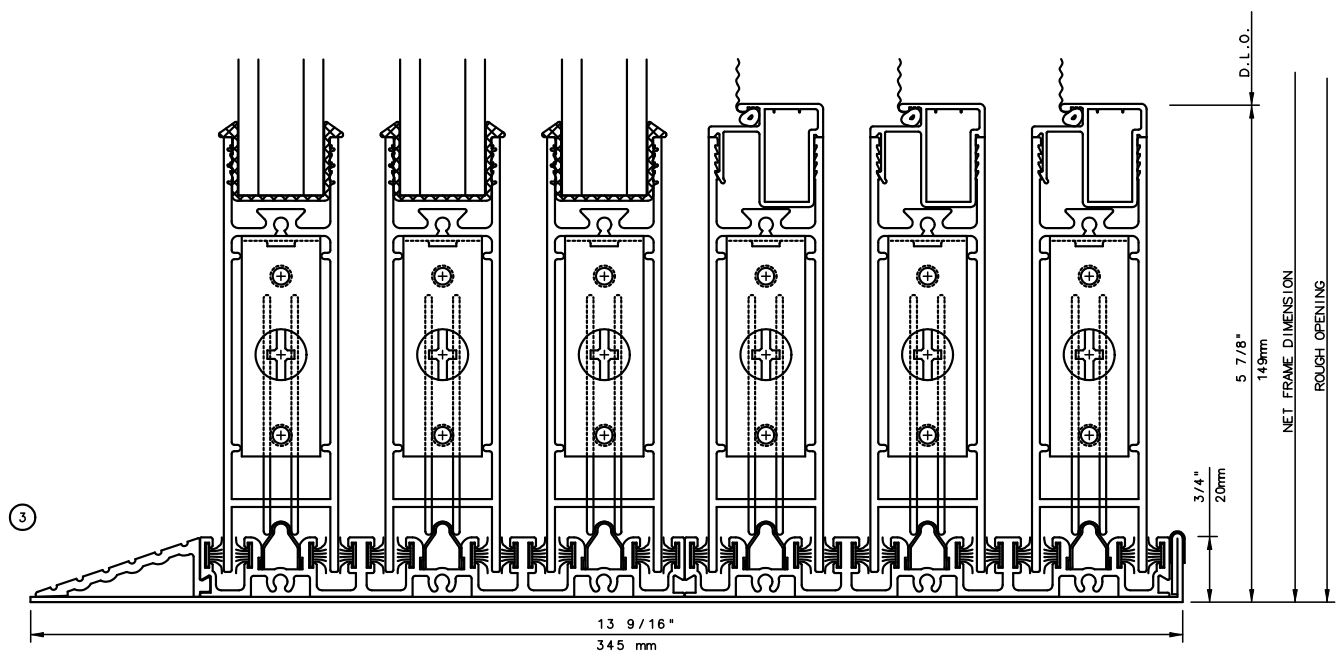 D.L.O.
5 7/8"
149mm
NET FRAME DIMENSION
ROUGH OPENING
3/4"
20mm
3
13 9/16"
345 mm